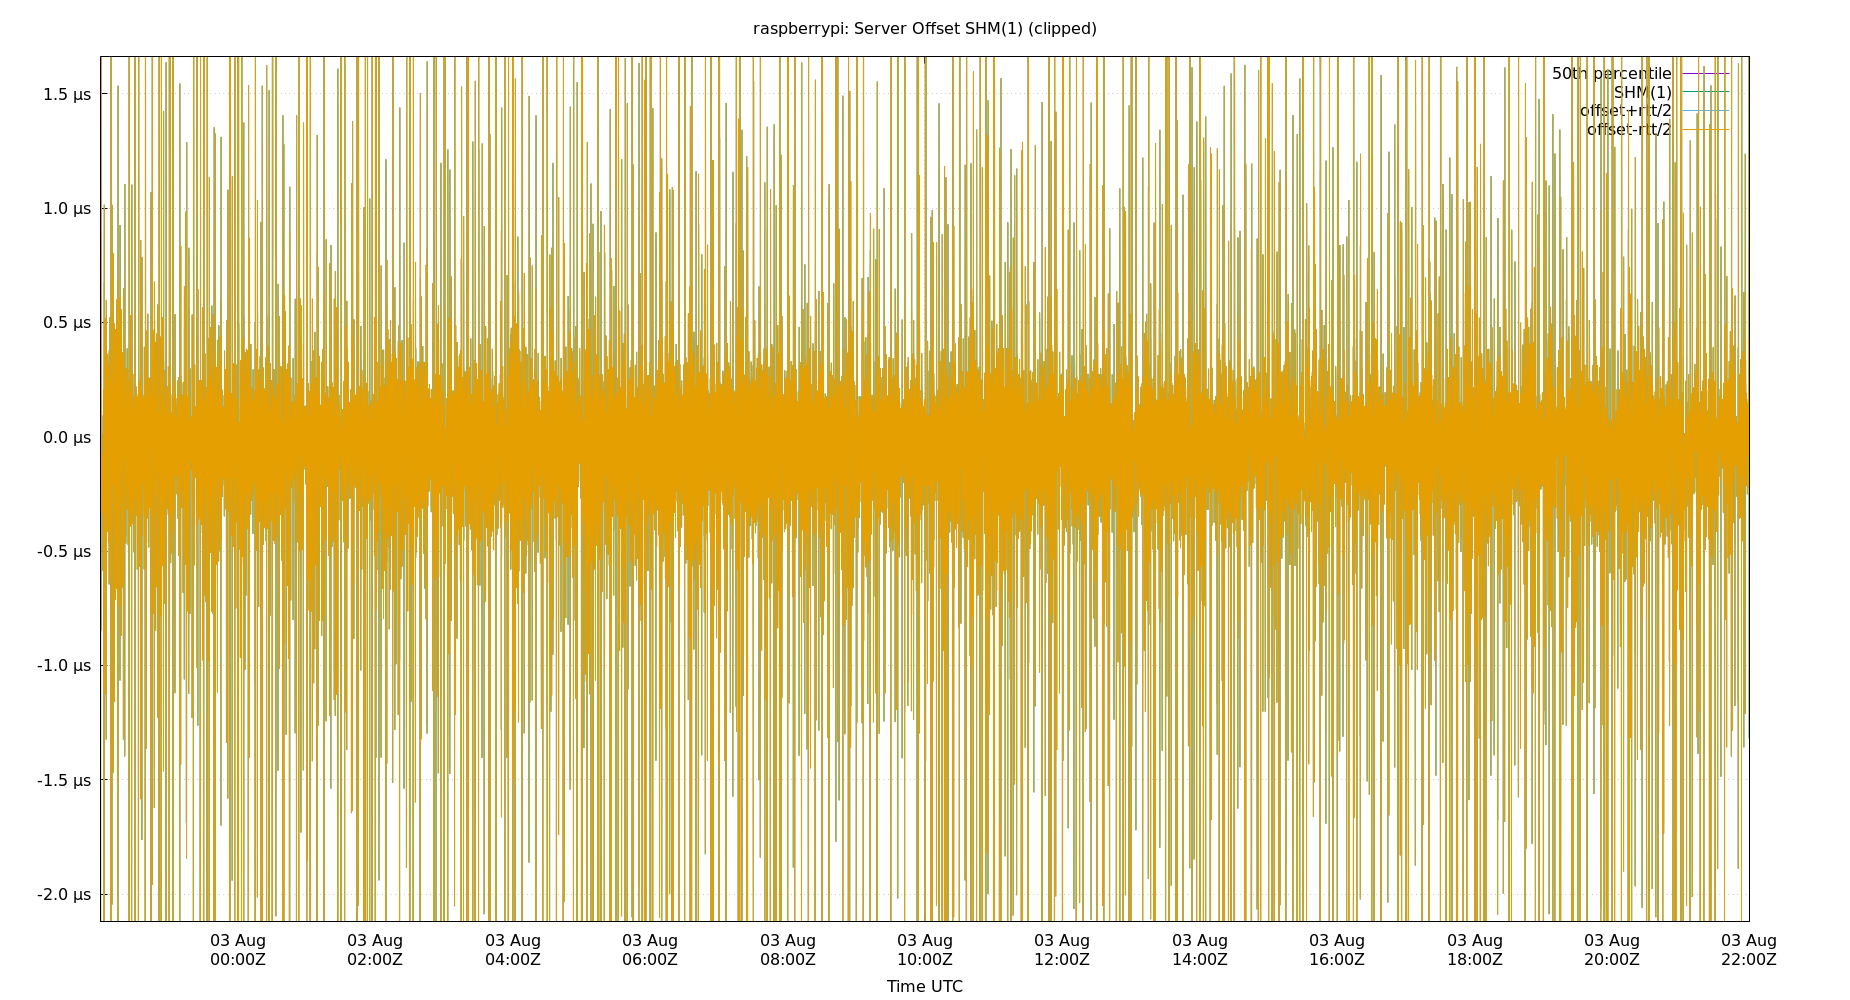 raspberrypi: Server Offset SHM(1) (clipped)
50th percentile
SHM(1)
offset+rtt/2
offset-rtt/2
1.5 µs
1.0 µs
0.5 µs
0.0 µs
-0.5 µs
-1.0 µs
-1.5 µs
-2.0 µs
03 Aug 03 Aug 03 Aug 03 Aug 03 Aug 03 Aug 03 Aug 03 Aug 03 Aug 03 Aug 03 Aug 03 Aug
00:00Z 02:00Z 04:00Z 06:00Z 08:00Z 10:00Z 12:00Z 14:00Z 16:00Z 18:00Z 20:00Z 22:00Z
Time UTC